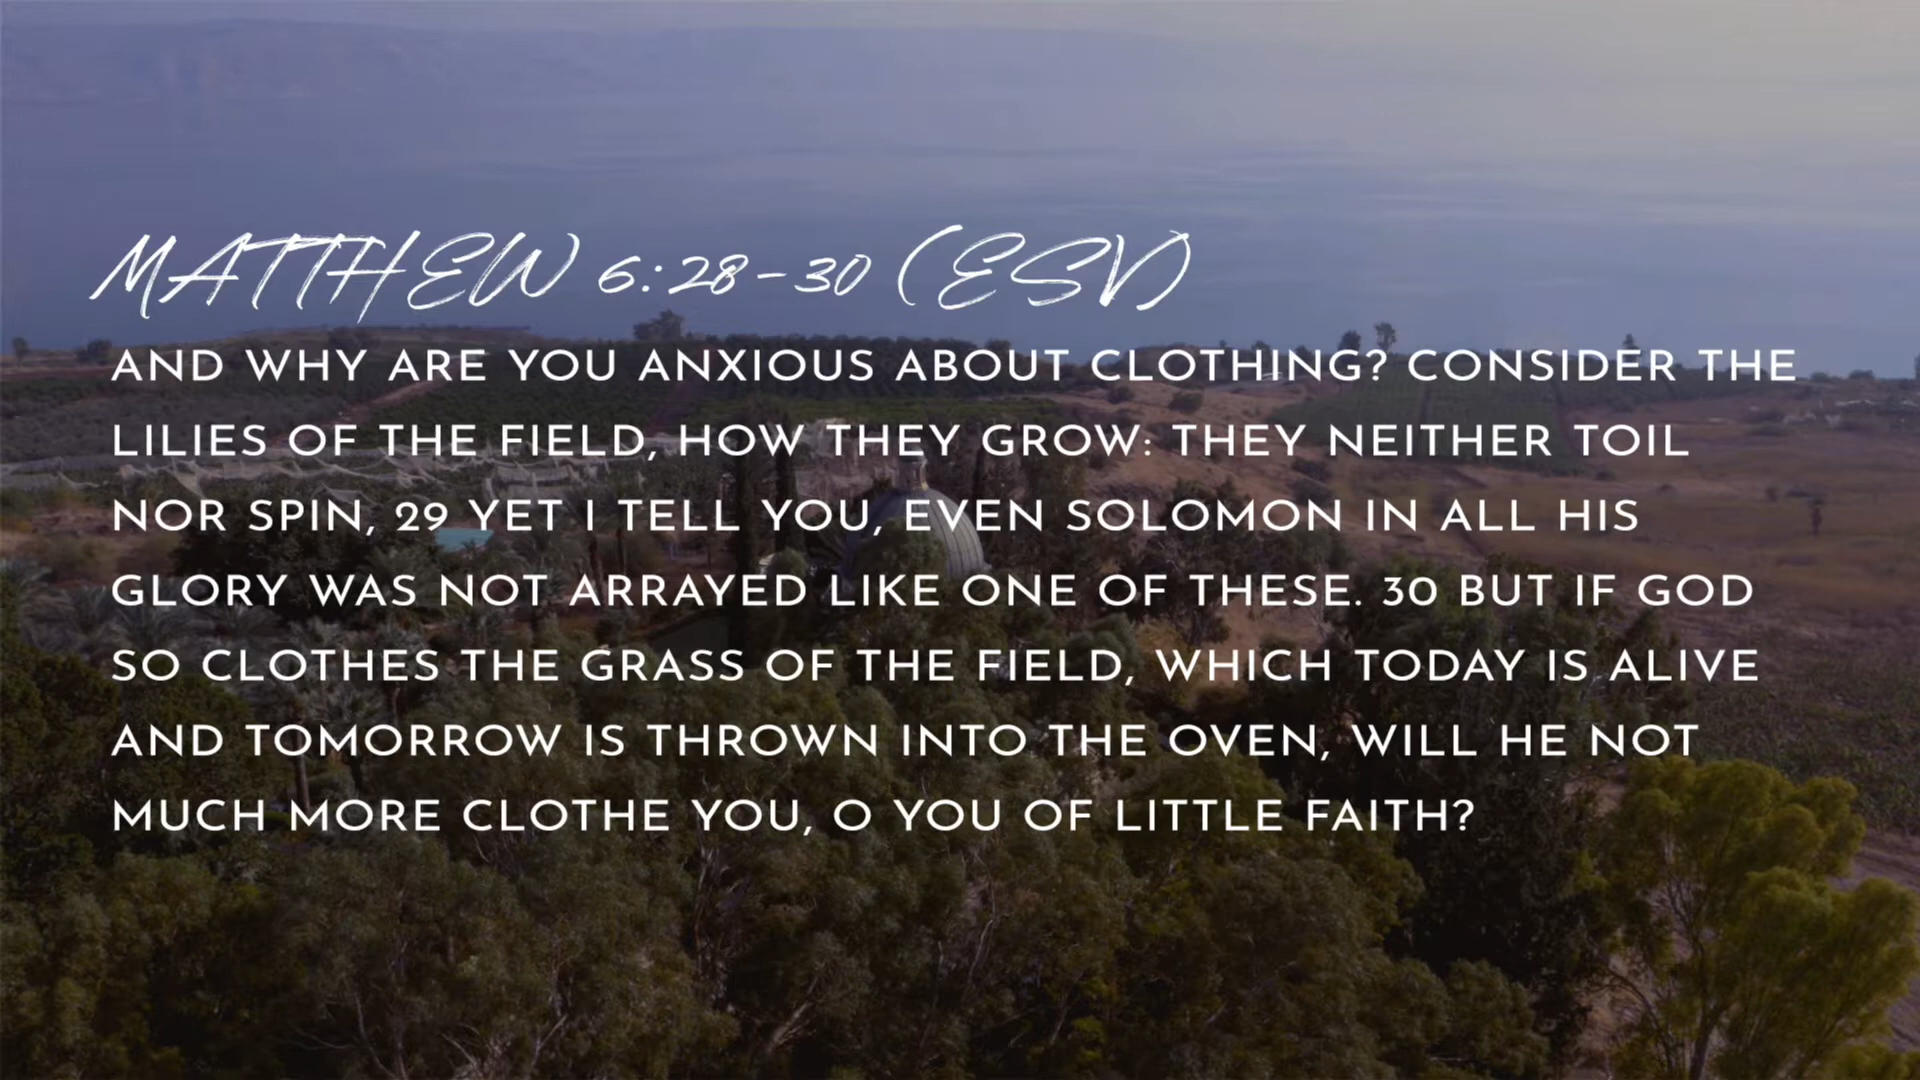 MATTHEW 6:28-30 (ESV)
AND WHY ARE YOU ANXIOUS ABOUT CLOTHING? CONSIDER THE
LILIES OF THE FIELD, HOW THEY GROW: THEY NEITHER TOIL
NOR SPIN, 29 YET I TELL YOU, EVEN SOLOMON IN ALL HIS
GLORY WAS NOT ARRAYED LIKE ONE OF THESE. 30 BUT IF GOD
SO CLOTHES THE GRASS OF THE FIELD, WHICH TODAY IS ALIVE
AND TOMORROW IS THROWN INTO THE OVEN, WILL HE NOT
MUCH MORE CLOTHE YOU, O YOU OF LITTLE FAITH?